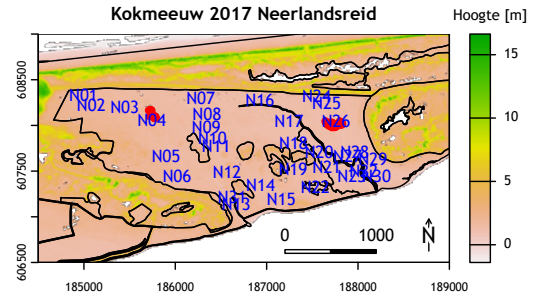 Kokmeeuw 2017 Neerlandsreid
Hoogte [m]
15
10
5
0
608500
607500
606500
N01
N02
N03
N04
N05
N06
N07
N08
N09
N10
N11
N12
N13
N14
N15
N16
N17
N18
N19
N24
N25
N26
N28
N29
N30
0
1000
N
185000
186000
187000
188000
189000